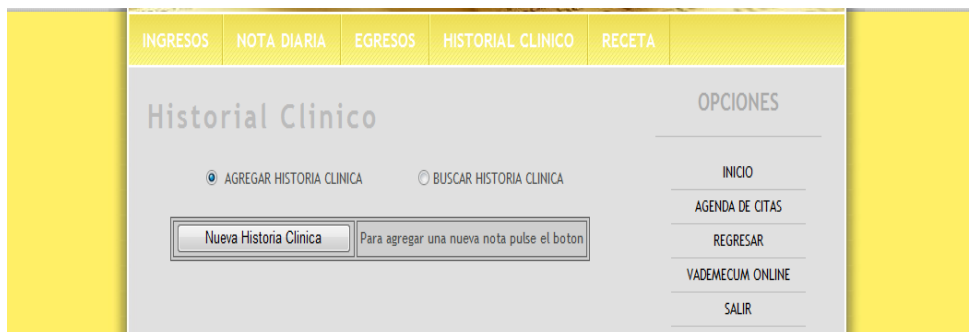 INGRESOS NOTA DIARIA EGRESOS HISTORIAL CLINICO RECETA
Historial Clinico
AGREGAR HISTORIA CLINICA BUSCAR HISTORIA CLINICA
Nueva Historia Clinica Para agregar una nueva nota pulse el boton
OPCIONES
INICIO
AGENDA DE CITAS
REGRESAR
VADEMECUM ONLINE
SALIR